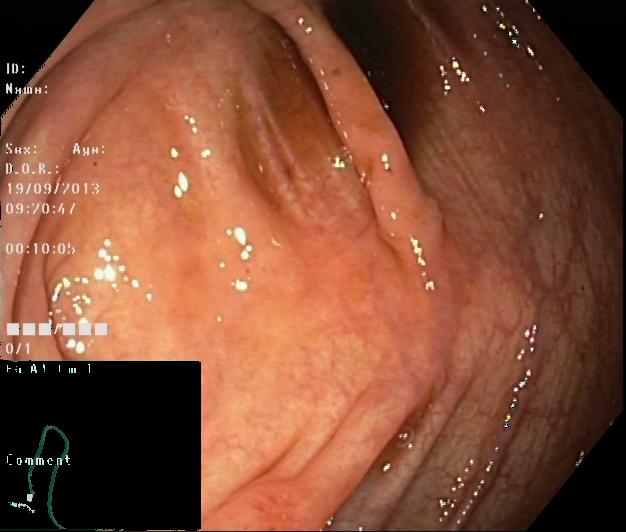 ID:
Name:
Sex: Age:
D.O.B.:
19/09/2013
09:20:47
00:10:05
0/1
Comment